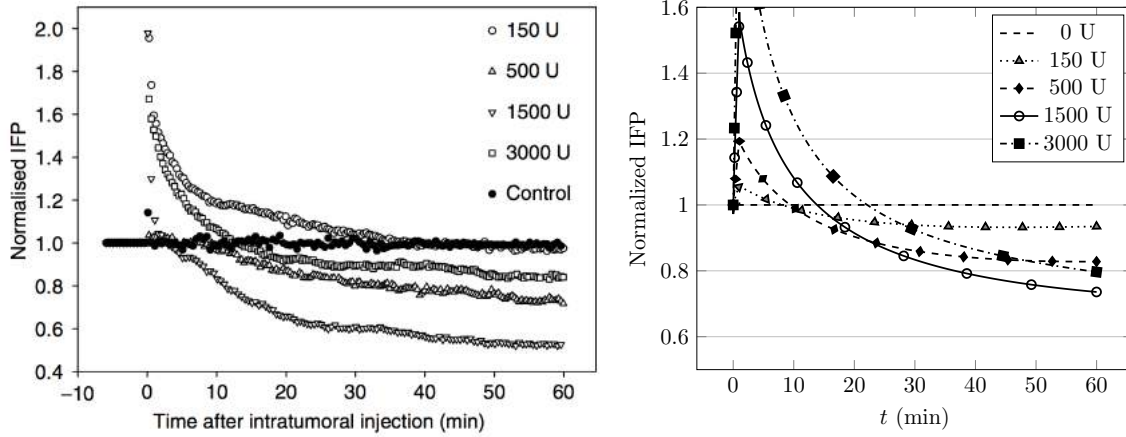 2.0
1.8
1.6
1.4
1.2
1.0
0.8
0.6
0.4
Normalised IFP
150 U
500 U
1500 U
3000 U
Control
−10 0 10 20 30 40 50 60
Time after intratumoral injection (min)
1.6
1.4
1.2
1
0.8
0.6
Normalized IFP
0 U
150 U
500 U
1500 U
3000 U
0 10 20 30 40 50 60
t (min)